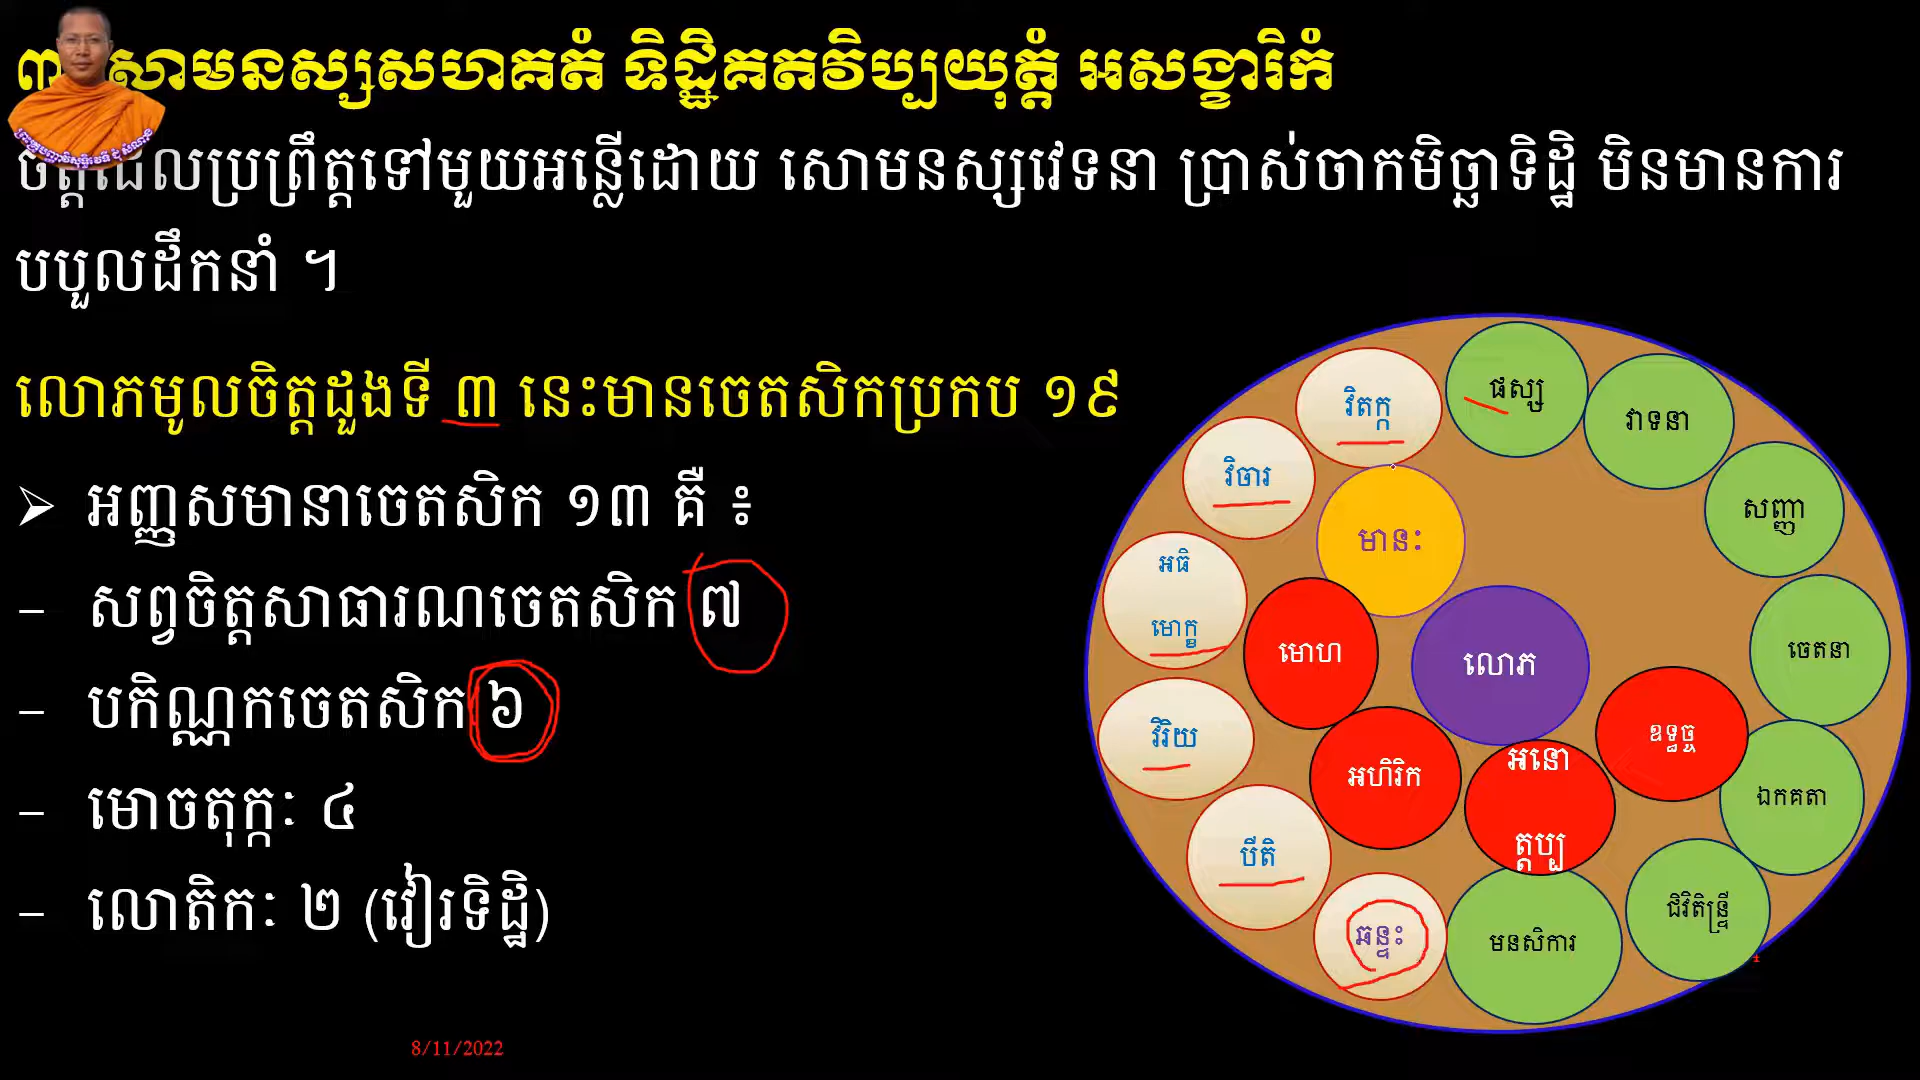 សោមនស្សសហគតំ ទិដ្ឋិគតវិប្បយុត្តំ អសង្ខារិកំ
ចិត្តដែលប្រព្រឹត្តទៅមួយអន្លើដោយ សោមនស្សវេទនា ប្រាស់ចាកមិច្ឆាទិដ្ឋិ មិនមានការ
បបួលដឹកនាំ ។
លោភមូលចិត្តដួងទី ៣ នេះមានចេតសិកប្រកប ១៩
➢ អញ្ញសមានាចេតសិក ១៣ គឺ ៖
– សព្វចិត្តសាធារណចេតសិក ៧
– បកិណ្ណកចេតសិក ៦
– មោចតុក្កៈ ៤
– លោតិកៈ ២ (វៀរទិដ្ឋិ)
ផស្ស
វាទនា
សញ្ញា
ចេតនា
ឯកគតា
ជិវិតិន្ទ្រី
មនសិការ
ឆន្ទះ
បីតិ
វិរិយ
អធិ
មោក្ខ
វិចារ
វិតក្ក
មានះ
មោហ
លោភ
អហិរិក
អនោ
ត្តប្ប
ឧទ្ធច្ច
8/11/2022